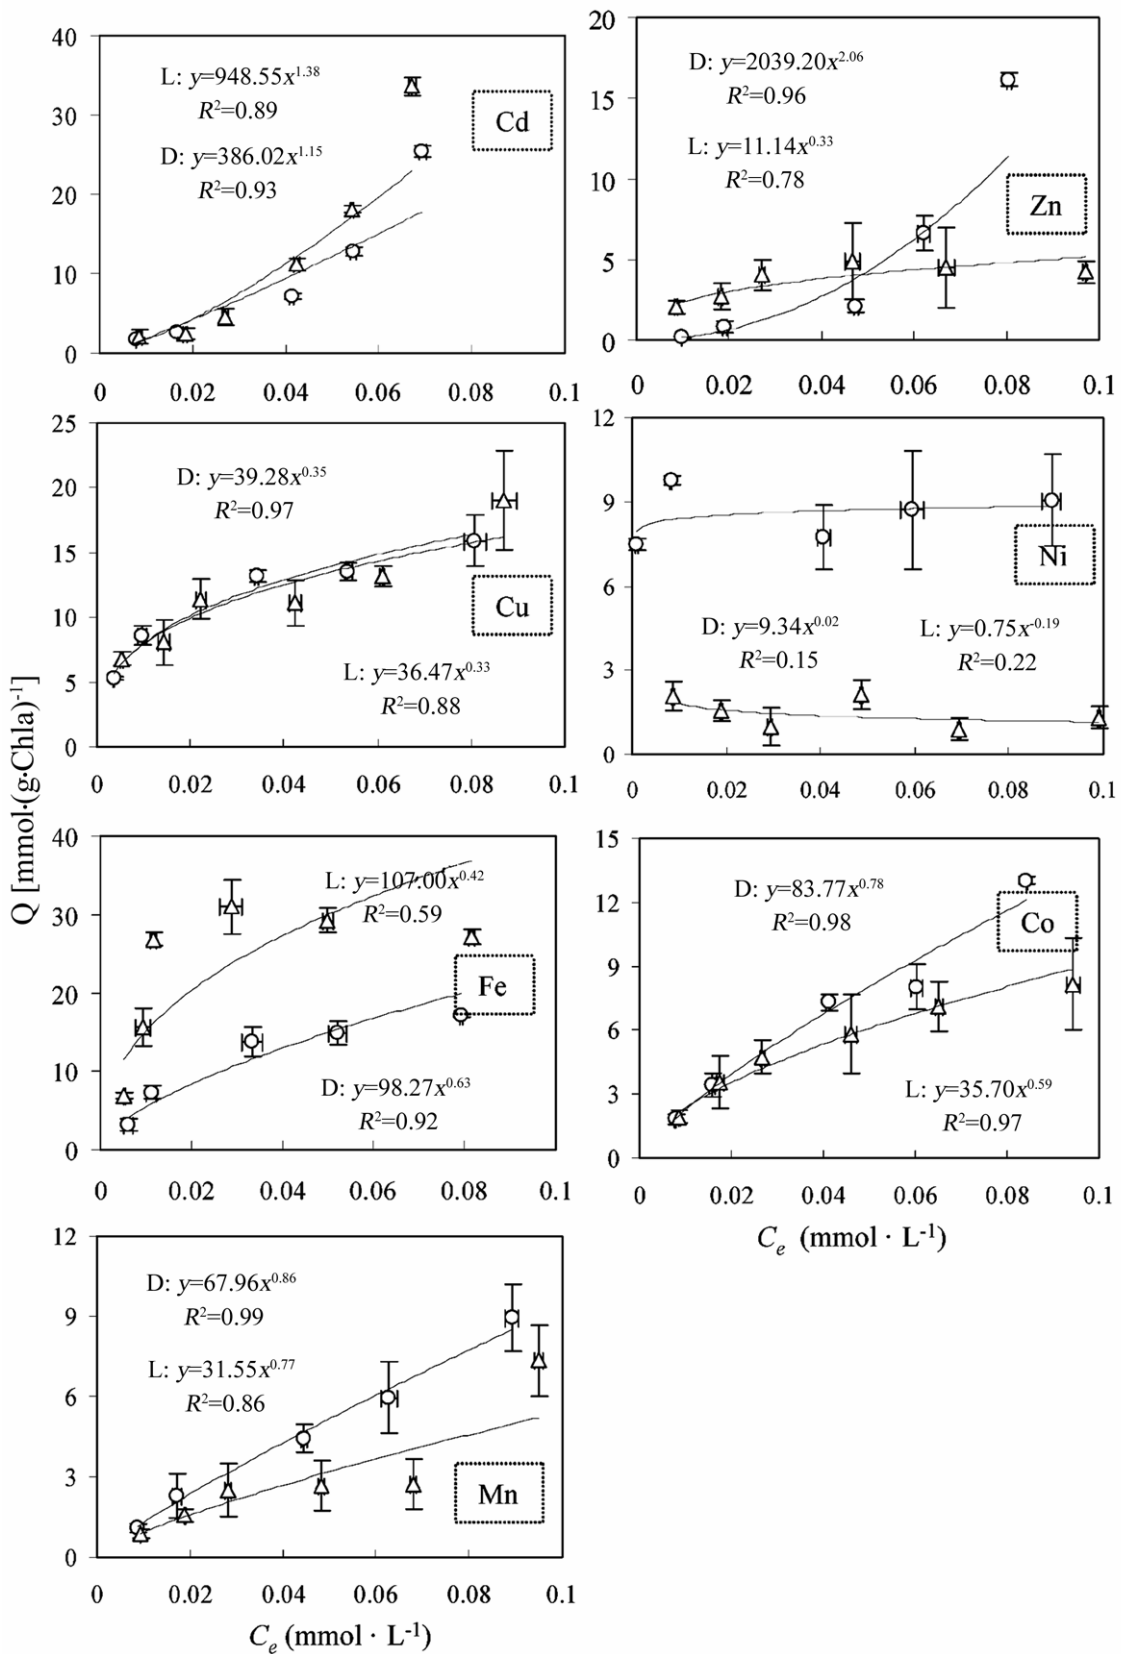 Q [mmol·(g·Chla)⁻¹]
40
30
20
10
0
L: y=948.55x^1.38
R²=0.89
D: y=386.02x^1.15
R²=0.93
Cd
0 0.02 0.04 0.06 0.08 0.1
20
15
10
5
0
D: y=2039.20x^2.06
R²=0.96
L: y=11.14x^0.33
R²=0.78
Zn
0 0.02 0.04 0.06 0.08 0.1
25
20
15
10
5
0
D: y=39.28x^0.35
R²=0.97
Cu
L: y=36.47x^0.33
R²=0.88
0 0.02 0.04 0.06 0.08 0.1
12
9
6
3
0
Ni
D: y=9.34x^0.02
R²=0.15
L: y=0.75x^-0.19
R²=0.22
0 0.02 0.04 0.06 0.08 0.1
40
30
20
10
0
L: y=107.00x^0.42
R²=0.59
Fe
D: y=98.27x^0.63
R²=0.92
0 0.02 0.04 0.06 0.08 0.1
15
12
9
6
3
0
D: y=83.77x^0.78
R²=0.98
Co
L: y=35.70x^0.59
R²=0.97
0 0.02 0.04 0.06 0.08 0.1
Cₑ (mmol · L⁻¹)
12
9
6
3
0
D: y=67.96x^0.86
R²=0.99
L: y=31.55x^0.77
R²=0.86
Mn
0 0.02 0.04 0.06 0.08 0.1
Cₑ (mmol · L⁻¹)